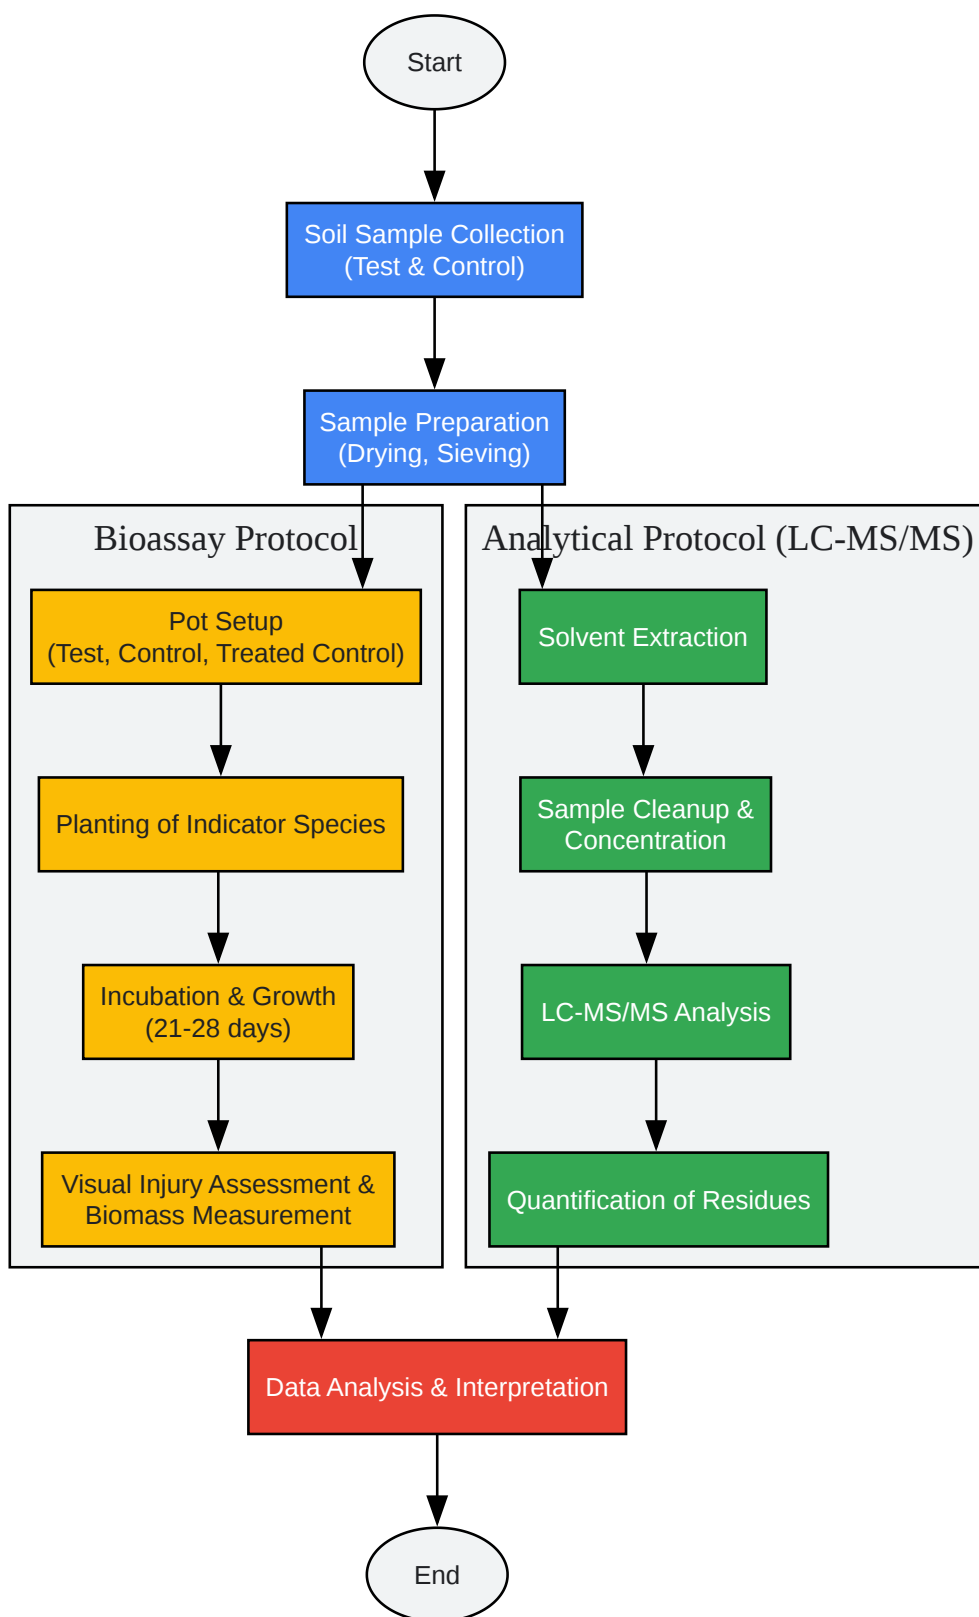 Start
Soil Sample Collection
(Test & Control)
Sample Preparation
(Drying, Sieving)
Bioassay Protocol
Pot Setup
(Test, Control, Treated Control)
Planting of Indicator Species
Incubation & Growth
(21-28 days)
Visual Injury Assessment &
Biomass Measurement
Analytical Protocol (LC-MS/MS)
Solvent Extraction
Sample Cleanup &
Concentration
LC-MS/MS Analysis
Quantification of Residues
Data Analysis & Interpretation
End